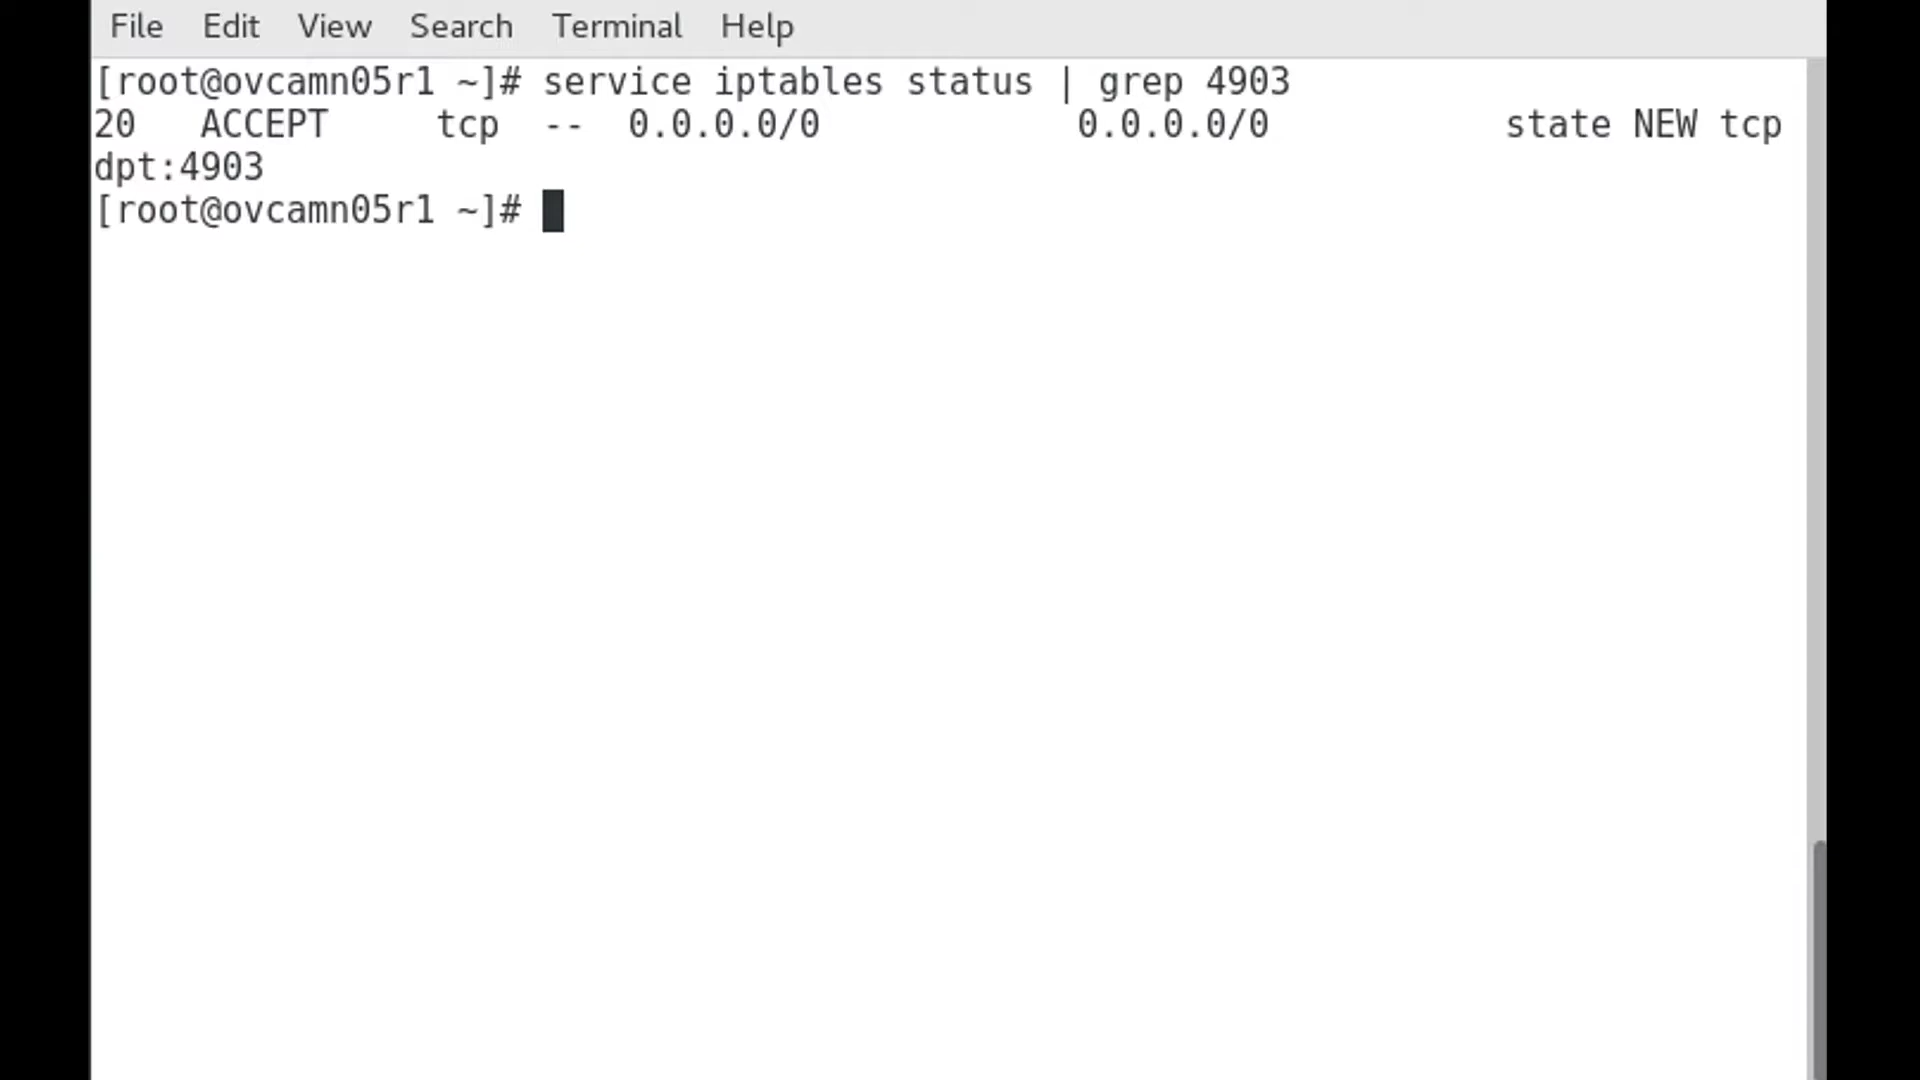 File Edit View Search Terminal Help
[root@ovcamn05r1 ~]# service iptables status | grep 4903
20   ACCEPT     tcp  --  0.0.0.0/0            0.0.0.0/0           state NEW tcp
dpt:4903
[root@ovcamn05r1 ~]#